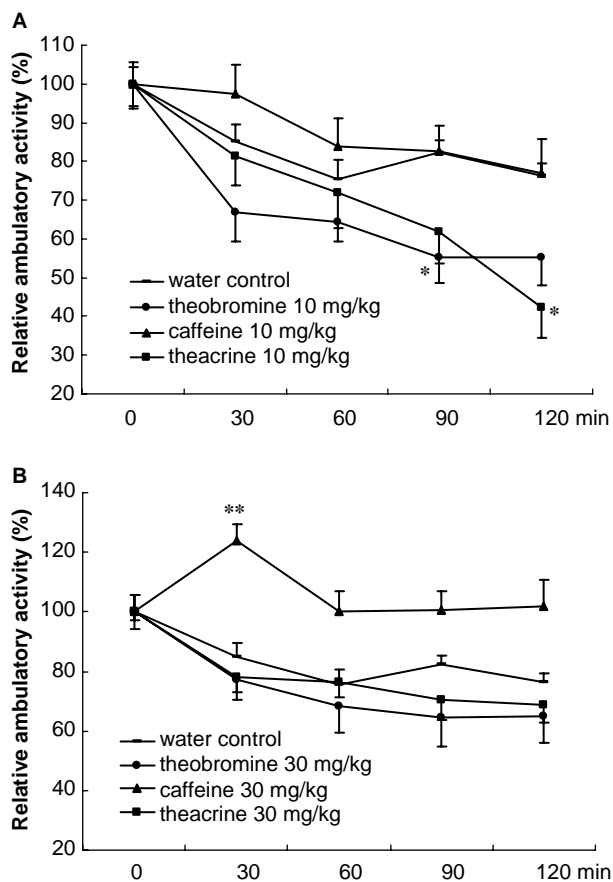 A
Relative ambulatory activity (%)
110
100
90
80
70
60
50
40
30
20
*
*
water control
theobromine 10 mg/kg
caffeine 10 mg/kg
theacrine 10 mg/kg
0 30 60 90 120 min
B
Relative ambulatory activity (%)
140
120
100
80
60
40
20
**
water control
theobromine 30 mg/kg
caffeine 30 mg/kg
theacrine 30 mg/kg
0 30 60 90 120 min